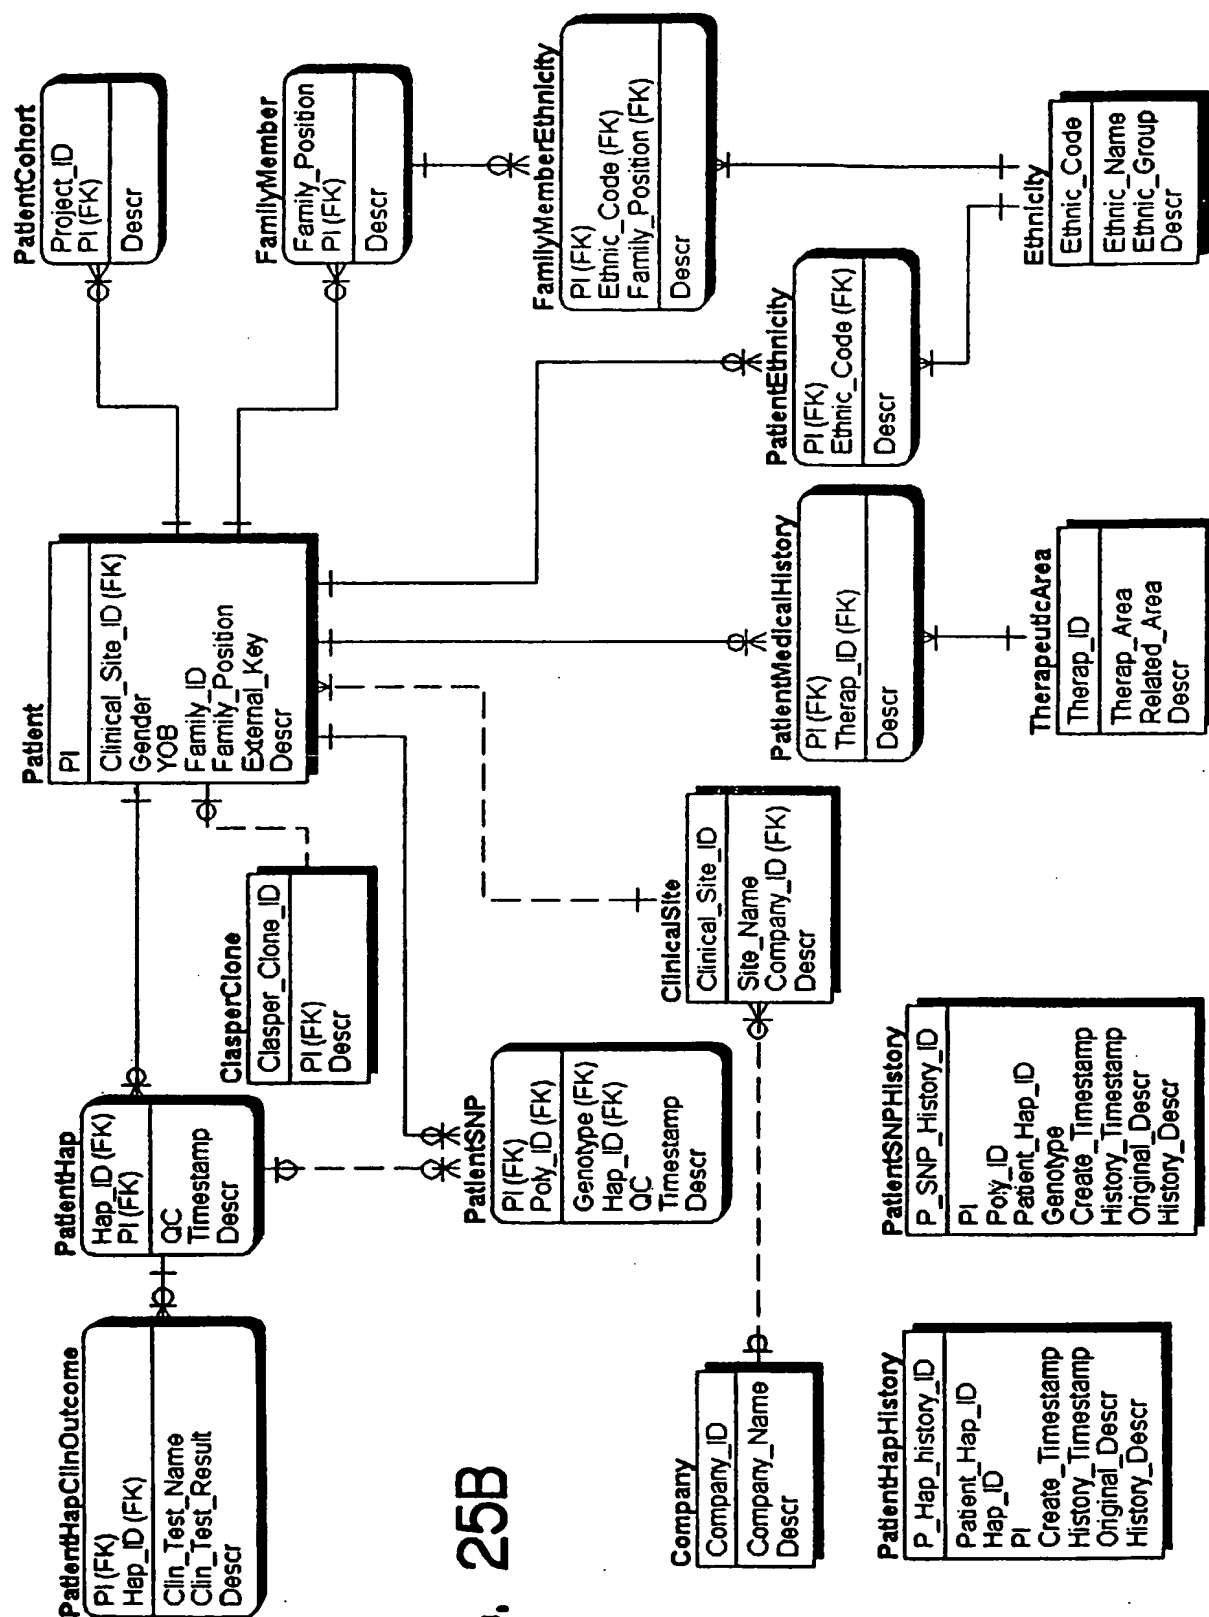 PatientHapClinOutcome
PI (FK)
Hap_ID (FK)
Clin_Test_Name
Clin_Test_Result
Descr
PatientHap
Hap_ID (FK)
PI (FK)
QC
Timestamp
Descr
Patient
PI
Clinical_Site_ID (FK)
Gender
YOB
Family_ID
Family_Position
External_Key
Descr
PatientCohort
Project_ID
PI (FK)
Descr
FamilyMember
Family_Position
PI (FK)
Descr
ClasperClone
Clasper_Clone_ID
PI (FK)
Descr
PatientSNP
PI (FK)
Poly_ID (FK)
Genotype (FK)
Hap_ID (FK)
QC
Timestamp
Descr
FamilyMemberEthnicity
PI (FK)
Ethnic_Code (FK)
Family_Position (FK)
Descr
25B
Company
Company_ID
Company_Name
Descr
ClinicalSite
Clinical_Site_ID
Site_Name
Company_ID (FK)
Descr
PatientMedicalHistory
PI (FK)
Therap_ID (FK)
Descr
PatientEthnicity
PI (FK)
Ethnic_Code (FK)
Descr
PatientHapHistory
P_Hap_history_ID
Patient_Hap_ID
Hap_ID
PI
Create_Timestamp
History_Timestamp
Original_Descr
History_Descr
PatientSNPHistory
P_SNP_History_ID
PI
Poly_ID
Patient_Hap_ID
Genotype
Create_Timestamp
History_Timestamp
Original_Descr
History_Descr
TherapeuticArea
Therap_ID
Therap_Area
Related_Area
Descr
Ethnicity
Ethnic_Code
Ethnic_Name
Ethnic_Group
Descr